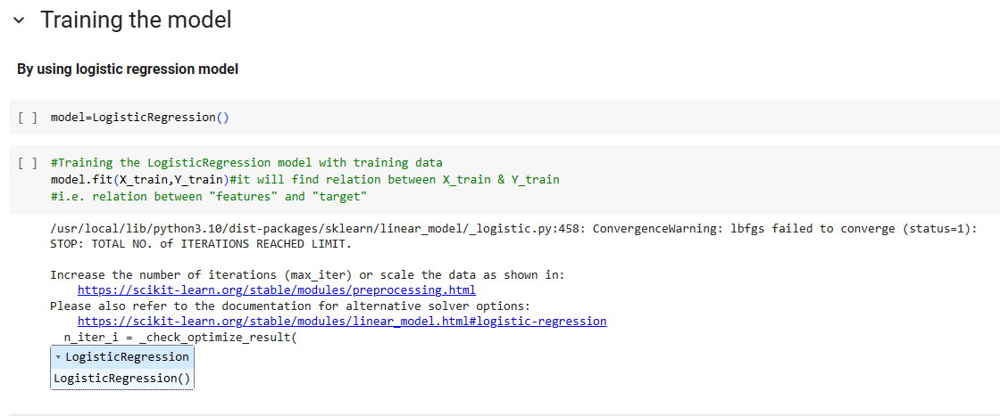 Training the model
By using logistic regression model
[ ] model=LogisticRegression()
[ ] #Training the LogisticRegression model with training data
model.fit(X_train,Y_train)#it will find relation between X_train & Y_train
#i.e. relation between "features" and "target"
/usr/local/lib/python3.10/dist-packages/sklearn/linear_model/_logistic.py:458: ConvergenceWarning: lbfgs failed to converge (status=1):
STOP: TOTAL NO. of ITERATIONS REACHED LIMIT.
Increase the number of iterations (max_iter) or scale the data as shown in:
https://scikit-learn.org/stable/modules/preprocessing.html
Please also refer to the documentation for alternative solver options:
https://scikit-learn.org/stable/modules/linear_model.html#logistic-regression
n_iter_i = _check_optimize_result(
LogisticRegression
LogisticRegression()